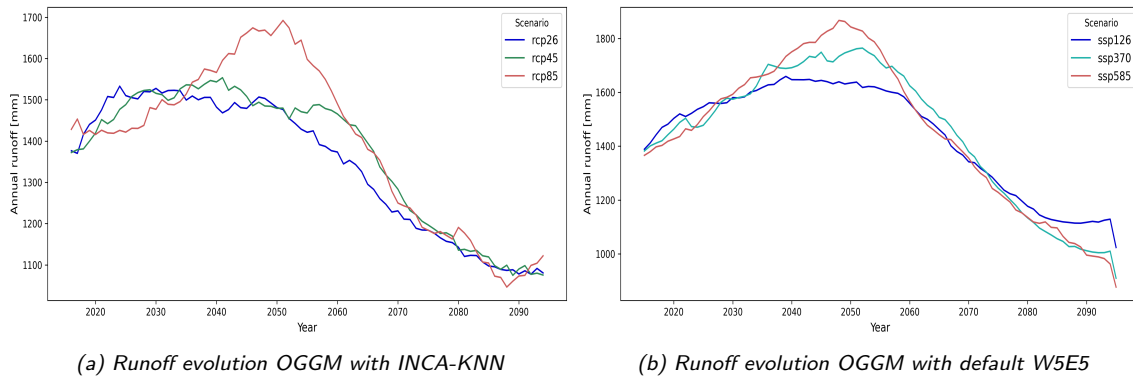 1700
1600
1500
1400
1300
1200
1100
Annual runoff [mm]
Scenario
rcp26
rcp45
rcp85
2020 2030 2040 2050 2060 2070 2080 2090
Year
(a) Runoff evolution OGGM with INCA-KNN
1800
1600
1400
1200
1000
Annual runoff [mm]
Scenario
ssp126
ssp370
ssp585
2020 2030 2040 2050 2060 2070 2080 2090
Year
(b) Runoff evolution OGGM with default W5E5